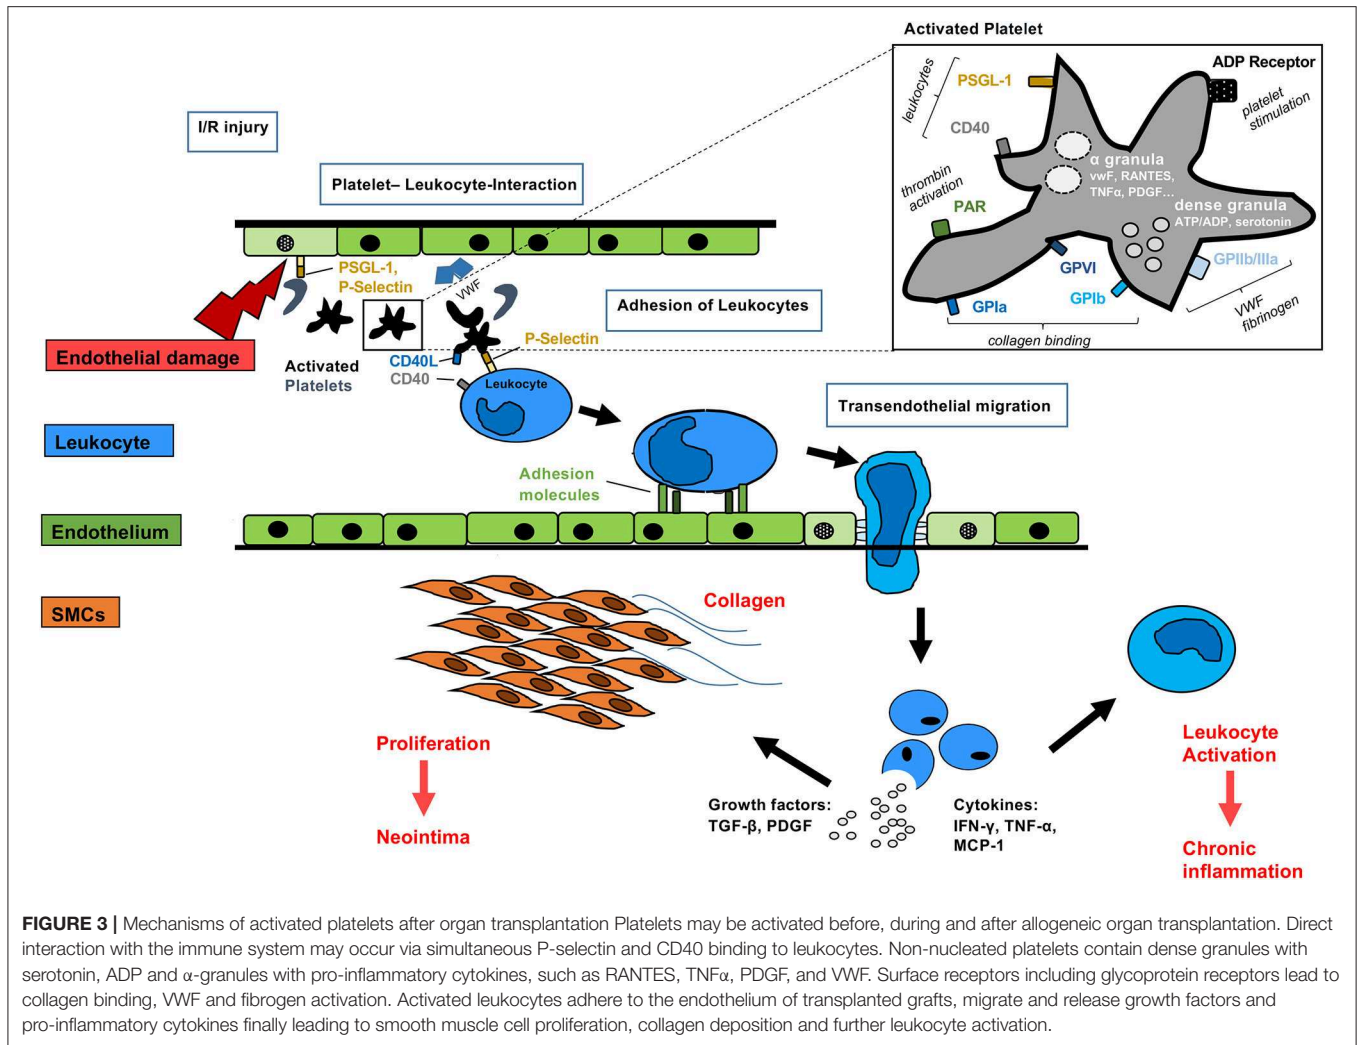 Activated Platelet
PSGL-1
leukocytes
CD40
ADP Receptor
platelet
stimulation
α granula
vwF, RANTES,
TNFα, PDGF...
thrombin
activation
PAR
dense granula
ATP/ADP, serotonin
GPVI
GPIIb/IIIa
GPIb
GPIa
VWF
fibrinogen
collagen binding
I/R injury
Platelet– Leukocyte-Interaction
PSGL-1,
P-Selectin
VWF
Adhesion of Leukocytes
Endothelial damage
Activated
Platelets
P-Selectin
CD40L
CD40
Leukocyte
Transendothelial migration
Leukocyte
Adhesion
molecules
Endothelium
SMCs
Collagen
Proliferation
Neointima
Growth factors:
TGF-β, PDGF
Cytokines:
IFN-γ, TNF-α,
MCP-1
Leukocyte
Activation
Chronic
inflammation
FIGURE 3 | Mechanisms of activated platelets after organ transplantation Platelets may be activated before, during and after allogeneic organ transplantation. Direct
interaction with the immune system may occur via simultaneous P-selectin and CD40 binding to leukocytes. Non-nucleated platelets contain dense granules with
serotonin, ADP and α-granules with pro-inflammatory cytokines, such as RANTES, TNFα, PDGF, and VWF. Surface receptors including glycoprotein receptors lead to
collagen binding, VWF and fibrogen activation. Activated leukocytes adhere to the endothelium of transplanted grafts, migrate and release growth factors and
pro-inflammatory cytokines finally leading to smooth muscle cell proliferation, collagen deposition and further leukocyte activation.